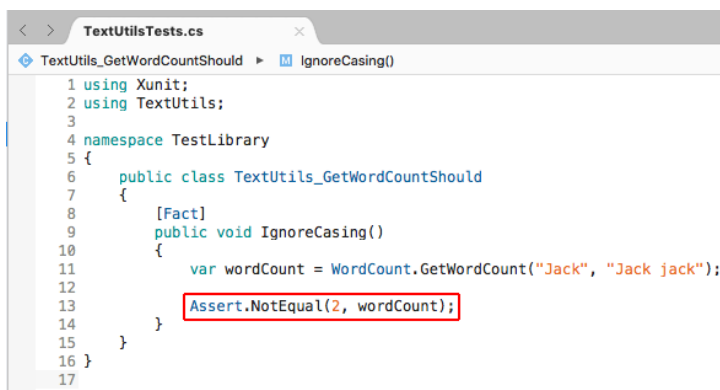 TextUtilsTests.cs
TextUtils_GetWordCountShould ▶ M IgnoreCasing()
1 using Xunit;
2 using TextUtils;
3
4 namespace TestLibrary
5 {
6     public class TextUtils_GetWordCountShould
7     {
8         [Fact]
9         public void IgnoreCasing()
10         {
11             var wordCount = WordCount.GetWordCount("Jack", "Jack jack");
12
13             Assert.NotEqual(2, wordCount);
14         }
15     }
16 }
17